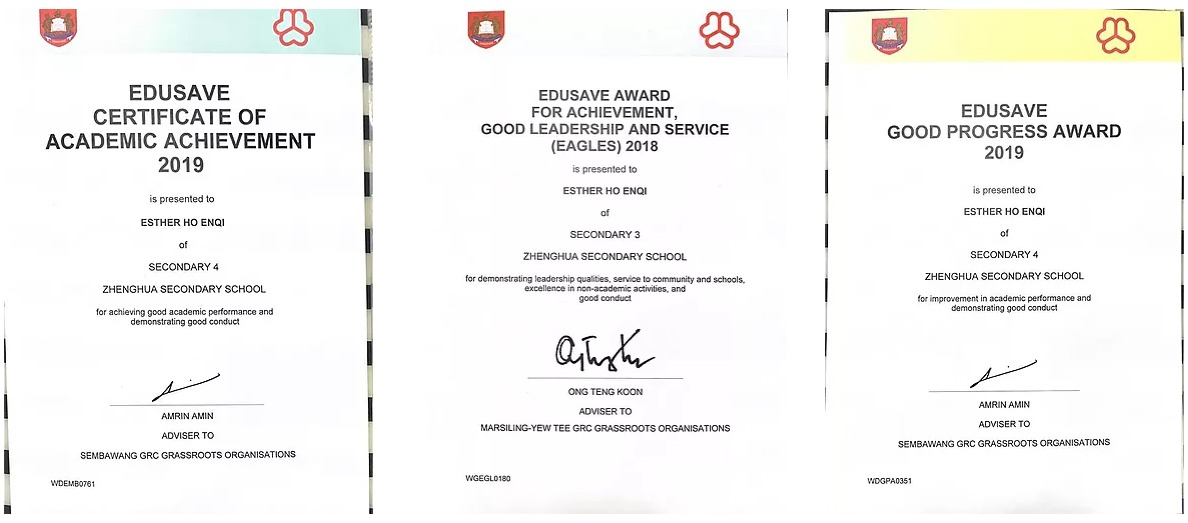 EDUSAVE
CERTIFICATE OF
ACADEMIC ACHIEVEMENT
2019
is presented to
ESTHER HO ENQI
of
SECONDARY 4
ZHENGHUA SECONDARY SCHOOL
for achieving good academic performance and
demonstrating good conduct
AMRIN AMIN
ADVISER TO
SEMBAWANG GRC GRASSROOTS ORGANISATIONS
WDEMB0761
EDUSAVE AWARD
FOR ACHIEVEMENT,
GOOD LEADERSHIP AND SERVICE
(EAGLES) 2018
is presented to
ESTHER HO ENQI
of
SECONDARY 3
ZHENGHUA SECONDARY SCHOOL
for demonstrating leadership qualities, service to community and schools,
excellence in non-academic activities, and
good conduct
ONG TENG KOON
ADVISER TO
MARSILING-YEW TEE GRC GRASSROOTS ORGANISATIONS
WGEGL0180
EDUSAVE
GOOD PROGRESS AWARD
2019
is presented to
ESTHER HO ENQI
of
SECONDARY 4
ZHENGHUA SECONDARY SCHOOL
for improvement in academic performance and
demonstrating good conduct
AMRIN AMIN
ADVISER TO
SEMBAWANG GRC GRASSROOTS ORGANISATIONS
WDGPA0351